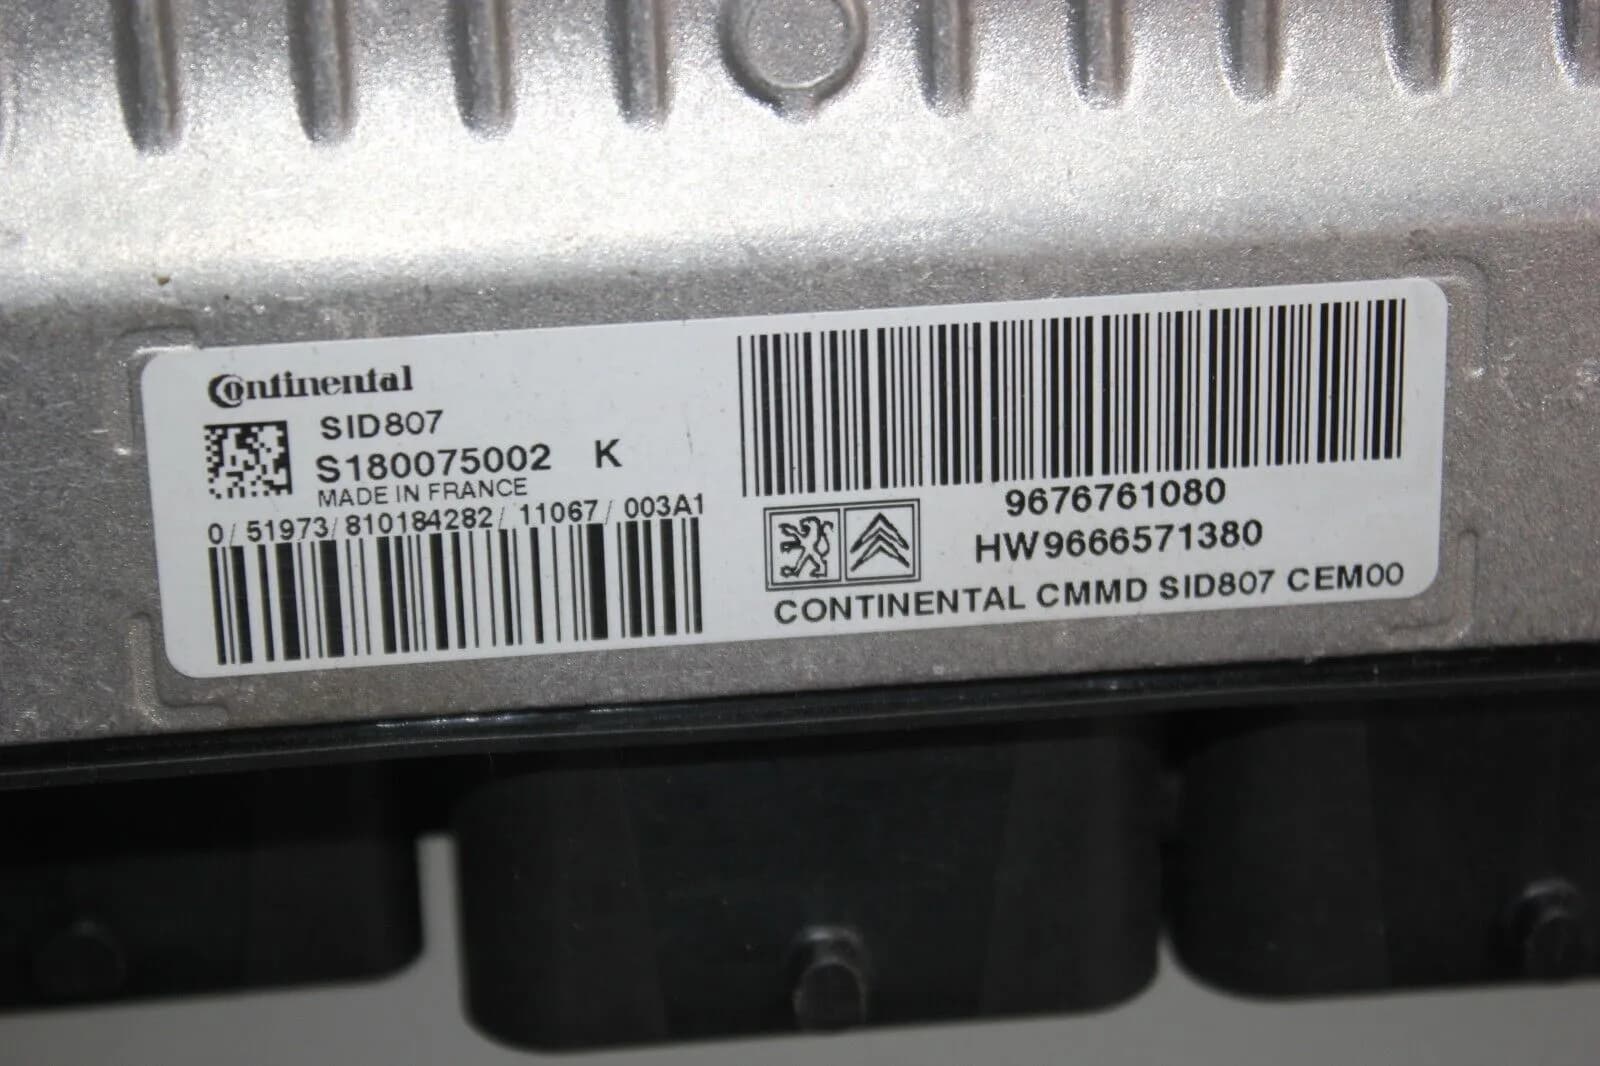 Continental
SID807
S180075002 K
MADE IN FRANCE
0/51973/810184282/11067/003A1
9676761080
HW9666571380
CONTINENTAL CMMD SID807 CEM00